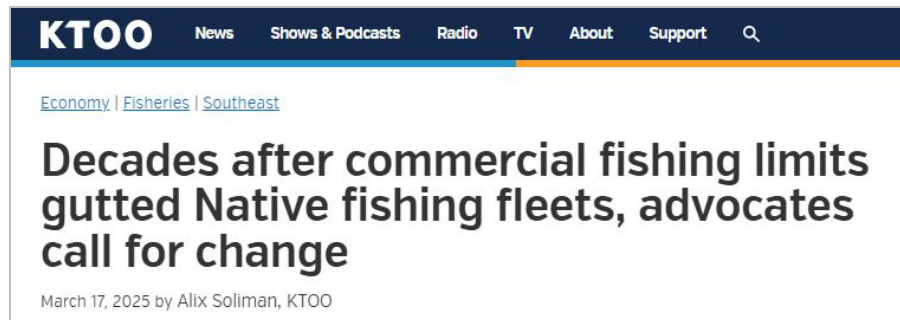 KTOO News Shows & Podcasts Radio TV About Support
Economy | Fisheries | Southeast
Decades after commercial fishing limits
gutted Native fishing fleets, advocates
call for change
March 17, 2025 by Alix Soliman, KTOO